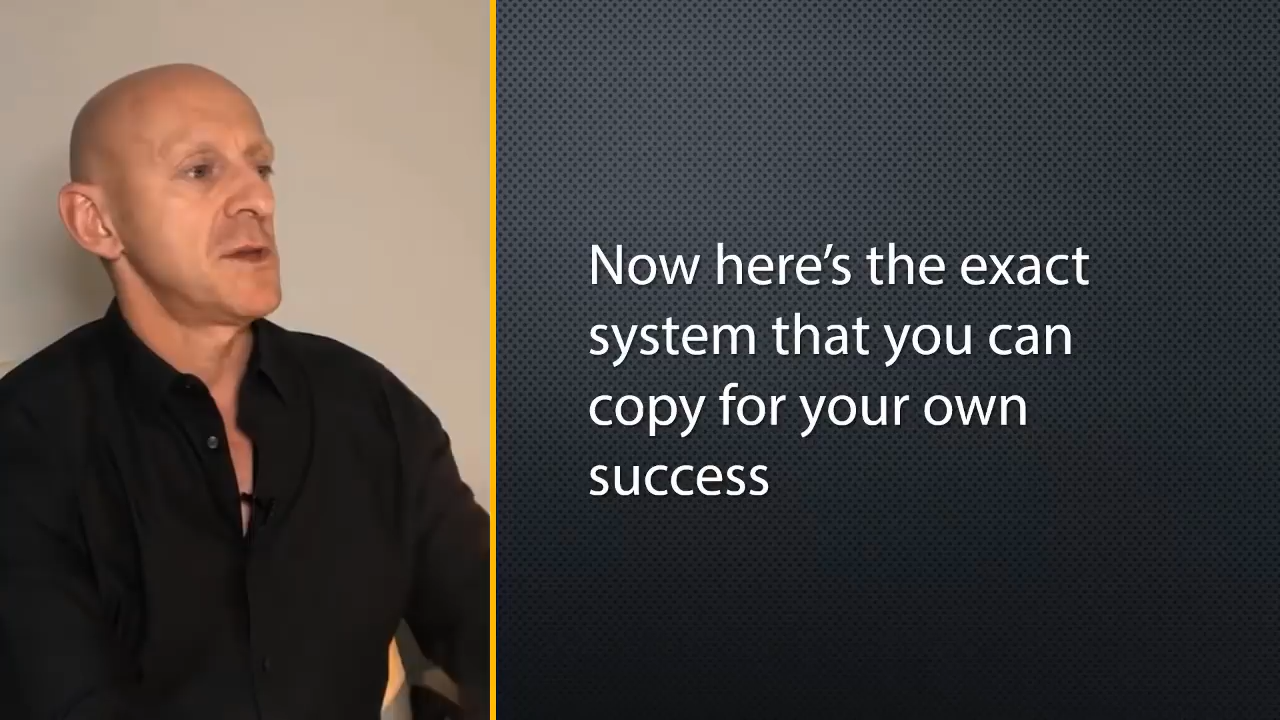 Now here’s the exact
system that you can
copy for your own
success